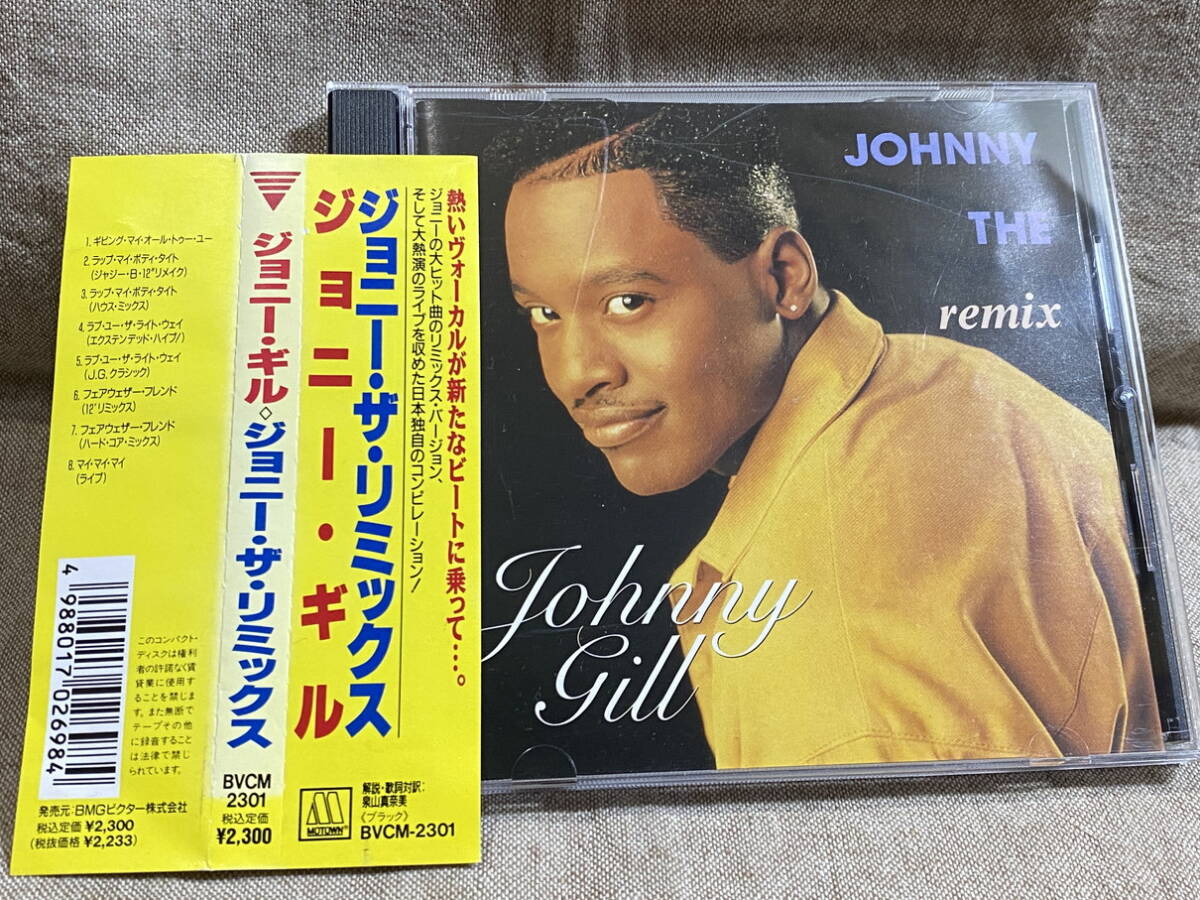 1. ギビング・マイ・オール・トゥー・ユー
2. ラップ・マイ・ボディ・タイト
(ジャジー・B・12"リメイク)
3. ラップ・マイ・ボディ・タイト
(ハウス・ミックス)
4. ラブ・ユー・ザ・ライト・ウェイ
(エクステンデッド・ハイプ/)
5. ラブ・ユー・ザ・ライト・ウェイ
(J.G.クラシック)
6. フェアウェザー・フレンド
(12"リミックス)
7. フェアウェザー・フレンド
(ハード・コア・ミックス)
8. マイ・マイ・マイ
(ライブ)
4 988017 026984
このコンパクト・
ディスクは権利
者の許諾なく賃
貸業に使用す
ることを禁じま
す。また無断で
テープその他
に録音すること
は法律で禁じ
られています。
発売元:BMGビクター株式会社
税込定価 ¥2,300
(税抜価格 ¥2,233)
ジョニー・ギル◇ジョニー・ザ・リミックス
BVCM
2301
税込定価
¥2,300
熱いヴォーカルが新たなビートに乗って…。
ジョニーの大ヒット曲のリミックス・バージョン、
そして大熱演のライブを収めた日本独自のコンピレーション!
ジョニー・ザ・リミックス
ジョニー・ギル
M
MOTOWN
解説・歌詞対訳:
泉山真奈美
《ブラック》
BVCM-2301
JOHNNY
THE
remix
Johnny
Gill